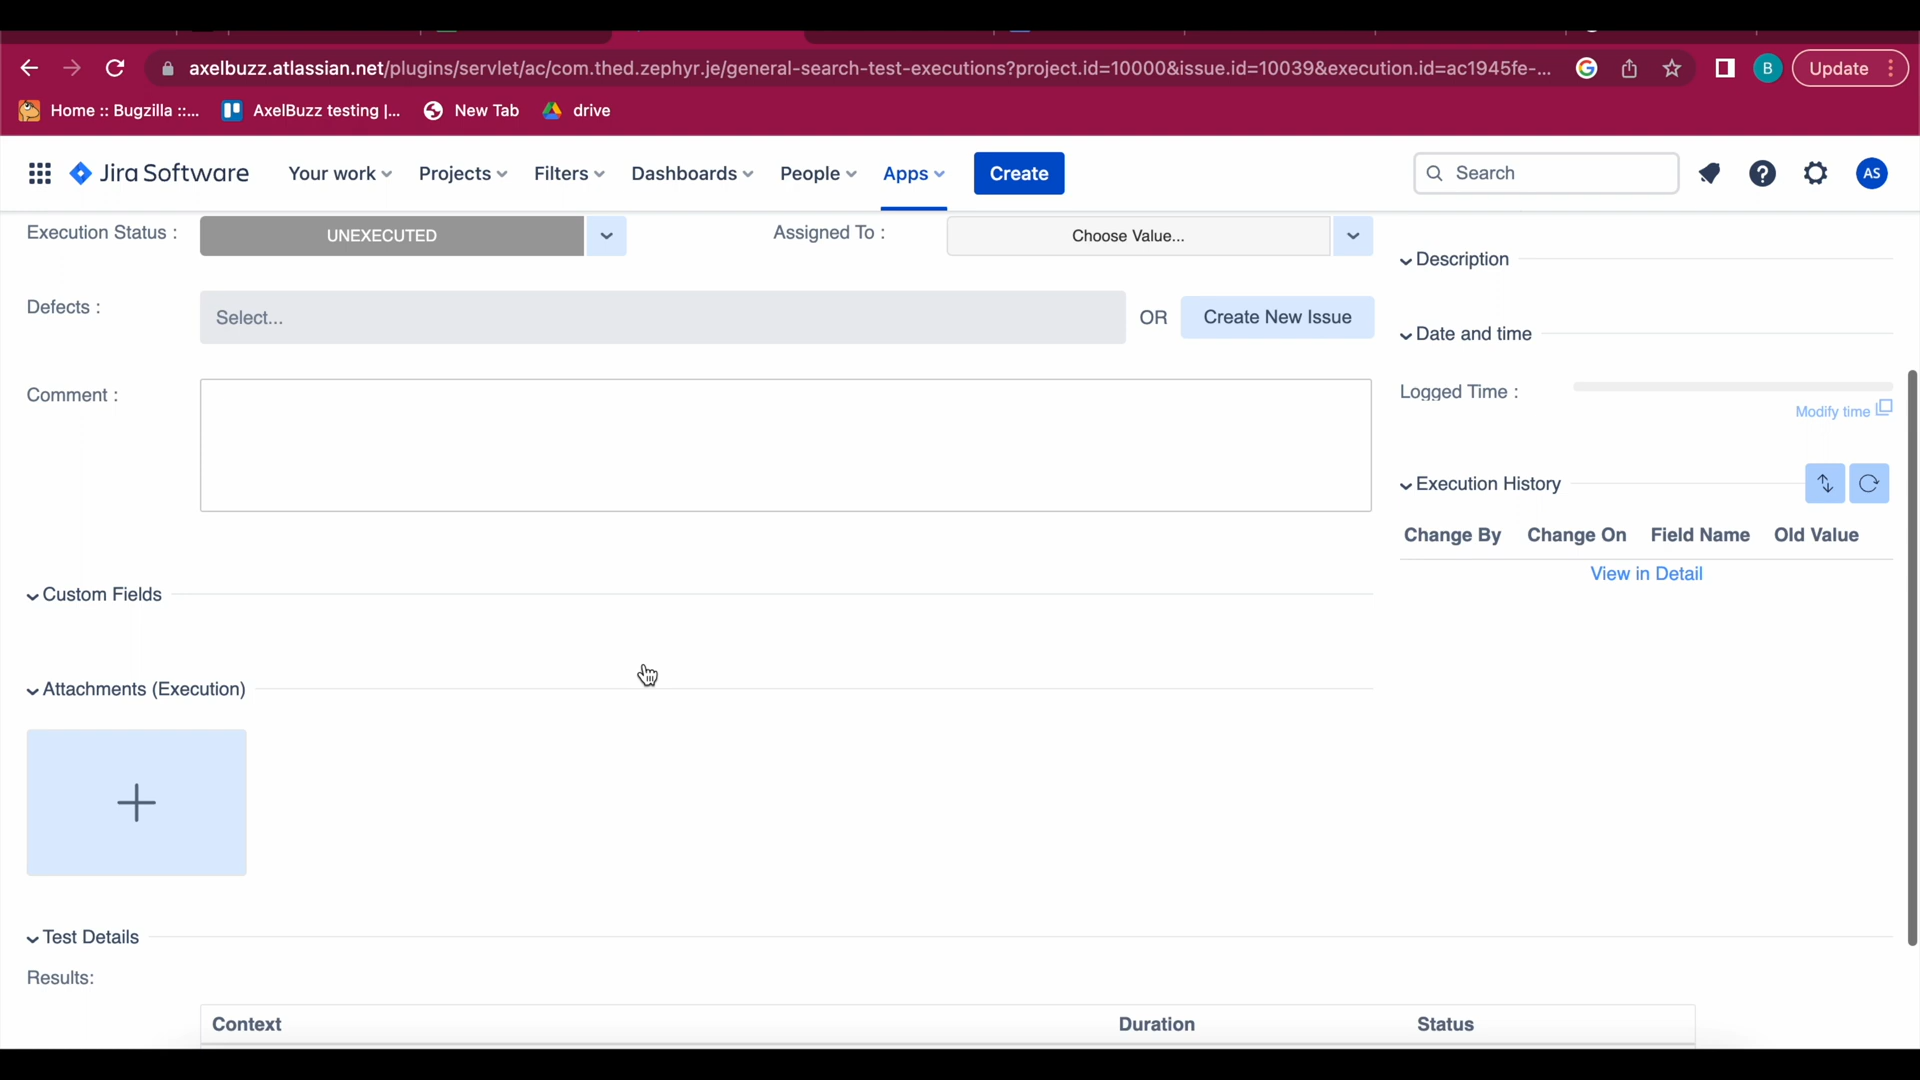 axelbuzz.atlassian.net/plugins/servlet/ac/com.thed.zephyr.je/general-search-test-executions?project.id=10000&issue.id=10039&execution.id=ac1945fe-...
B
Update
Home :: Bugzilla ::...
AxelBuzz testing |...
New Tab
drive
Jira Software
Your work
Projects
Filters
Dashboards
People
Apps
Create
Search
AS
Execution Status :
UNEXECUTED
Assigned To :
Choose Value...
Description
Defects :
Select...
OR
Create New Issue
Date and time
Comment :
Logged Time :
Modify time
Execution History
Change By Change On Field Name Old Value
View in Detail
Custom Fields
Attachments (Execution)
Test Details
Results:
Context Duration Status